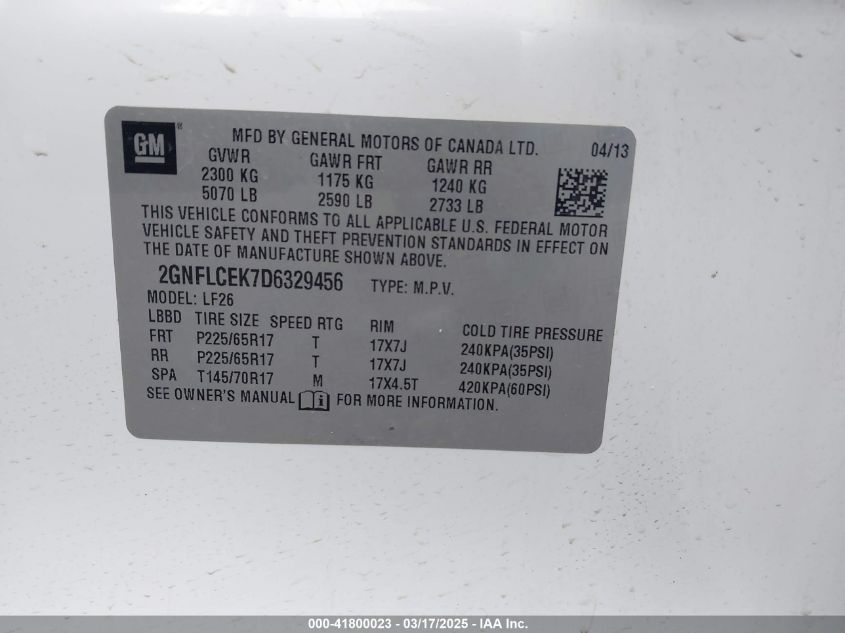 GM ® MFD BY GENERAL MOTORS OF CANADA LTD. 04/13
GVWR GAWR FRT GAWR RR
2300 KG 1175 KG 1240 KG
5070 LB 2590 LB 2733 LB
THIS VEHICLE CONFORMS TO ALL APPLICABLE U.S. FEDERAL MOTOR
VEHICLE SAFETY AND THEFT PREVENTION STANDARDS IN EFFECT ON
THE DATE OF MANUFACTURE SHOWN ABOVE.
2GNFLCEK7D6329456 TYPE: M.P.V.
MODEL: LF26
LBBD TIRE SIZE SPEED RTG RIM COLD TIRE PRESSURE
FRT P225/65R17 T 17X7J 240KPA(35PSI)
RR P225/65R17 T 17X7J 240KPA(35PSI)
SPA T145/70R17 M 17X4.5T 420KPA(60PSI)
SEE OWNER'S MANUAL i FOR MORE INFORMATION.
000-41800023 - 03/17/2025 - IAA Inc.